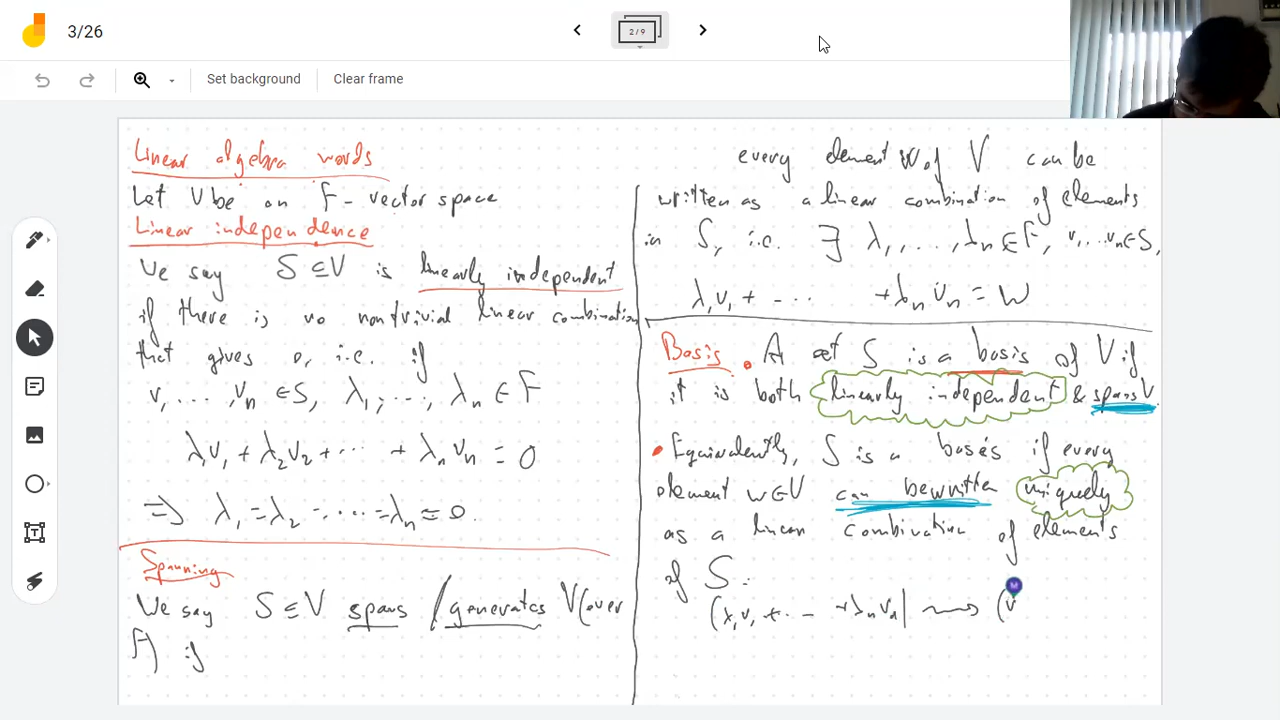 3/26
2/9
Set background
Clear frame
Linear algebra words
Let V be an F-vector space
Linear independence
We say S ⊆ V is linearly independent
if there is no nontrivial linear combination
that gives 0, i.e. if
v, ... , vₙ ∈ S, λ₁, ..., λₙ ∈ F
λ₁v₁ + λ₂v₂ + ... + λₙvₙ = 0
⇒ λ₁ = λ₂ = ... = λₙ = 0.
Spanning
We say S ⊆ V spans / generates V (over
F) if
every element W of V can be
written as a linear combination of elements
in S, i.e. ∃ λ, ..., λₙ ∈ F, v, ... vₙ ∈ S,
λ₁v₁ + ... + λₙvₙ = W
Basis • A set S is a basis of V if
it is both linearly independent & spans V.
• Equivalently, S is a basis if every
element w ∈ V can be written uniquely
as a linear combination of elements
of S.
(λ₁v₁ + ... + λₙvₙ) ⇝ (v
M
T